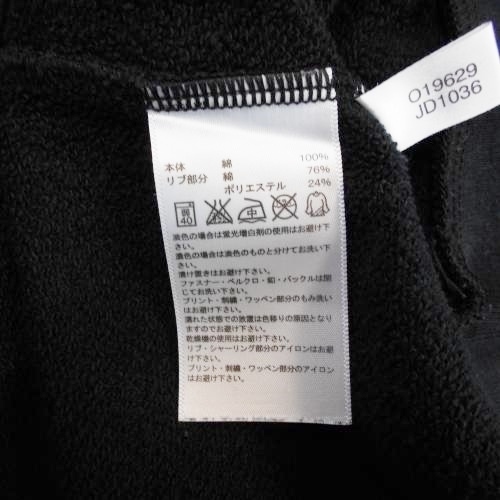 O19629
JD1036
本体 綿 100%
リブ部分 綿 76%
ポリエステル 24%
弱
40
中
淡色の場合は蛍光増白剤の使用はお避け下
さい。
濃色の場合は濃色のものと分けてお洗い下
さい。
漬け置きはお避け下さい。
ファスナー・ベルクロ・釦・バックルは閉
じてお洗い下さい。
プリント・刺繍・ワッペン部分のもみ洗い
はお避け下さい。
濡れた状態での放置は色移りの原因となり
ますのでお避け下さい。
乾燥機の使用はお避け下さい。
リブ・シャーリング部分のアイロンはお避
け下さい。
プリント・刺繍・ワッペン部分のアイロン
はお避け下さい。